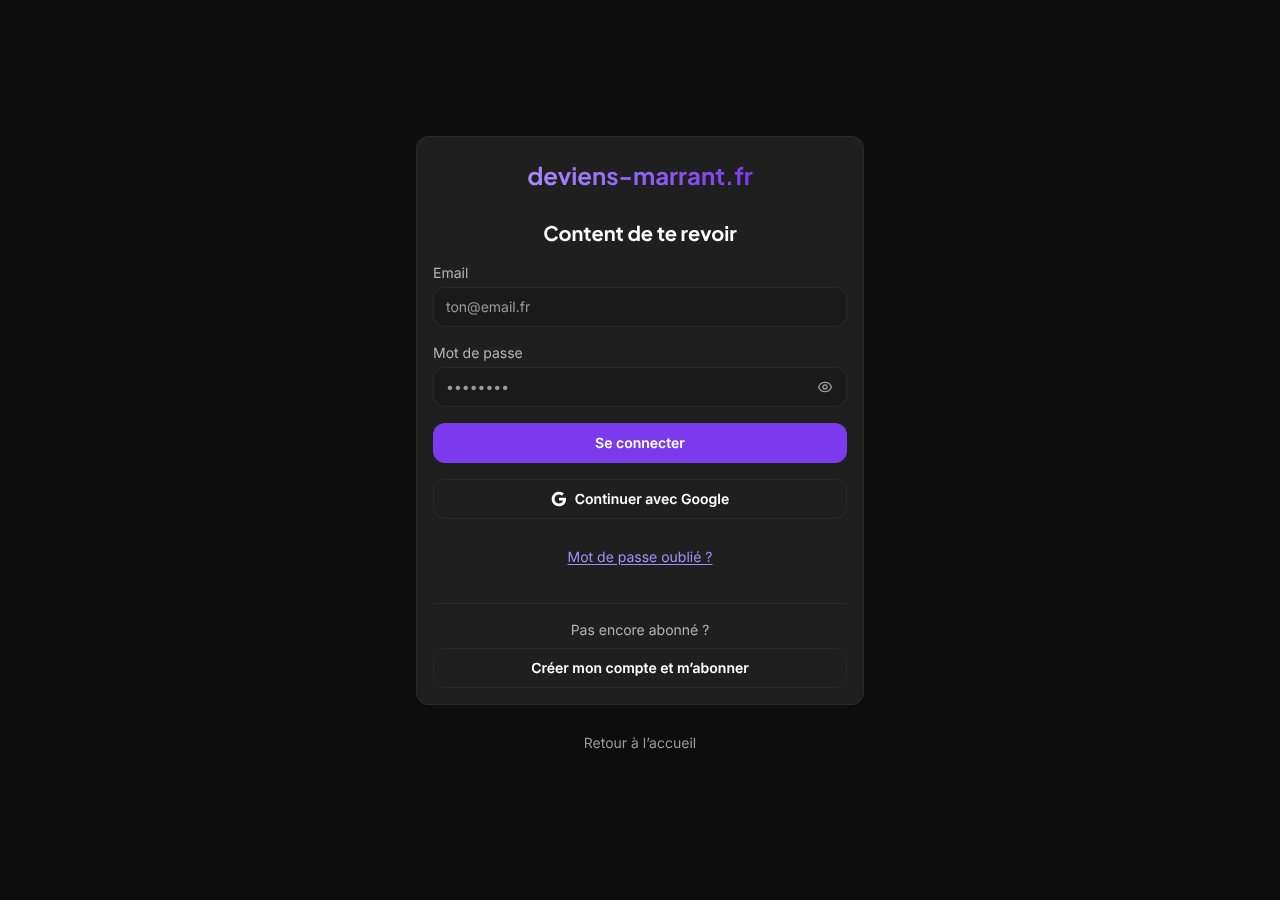 deviens-marrant.fr
Content de te revoir
Email
ton@email.fr
Mot de passe
••••••••
Se connecter
Continuer avec Google
Mot de passe oublié ?
Pas encore abonné ?
Créer mon compte et m’abonner
Retour à l’accueil